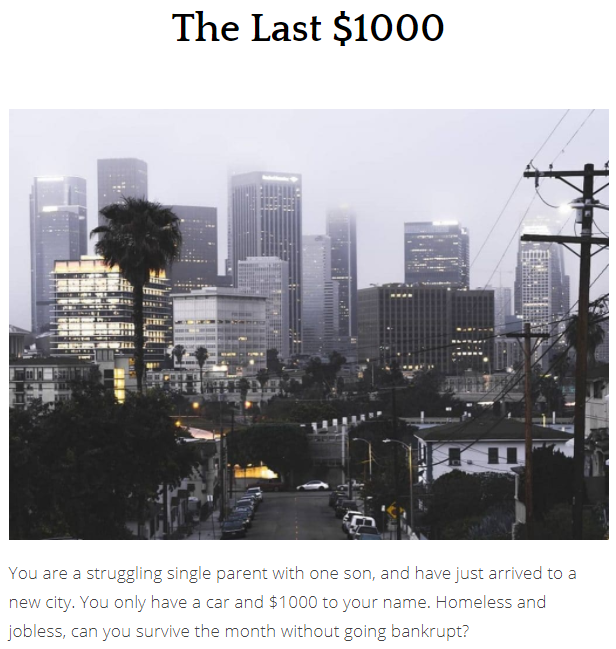 The Last $1000
You are a struggling single parent with one son, and have just arrived to a
new city. You only have a car and $1000 to your name. Homeless and
jobless, can you survive the month without going bankrupt?